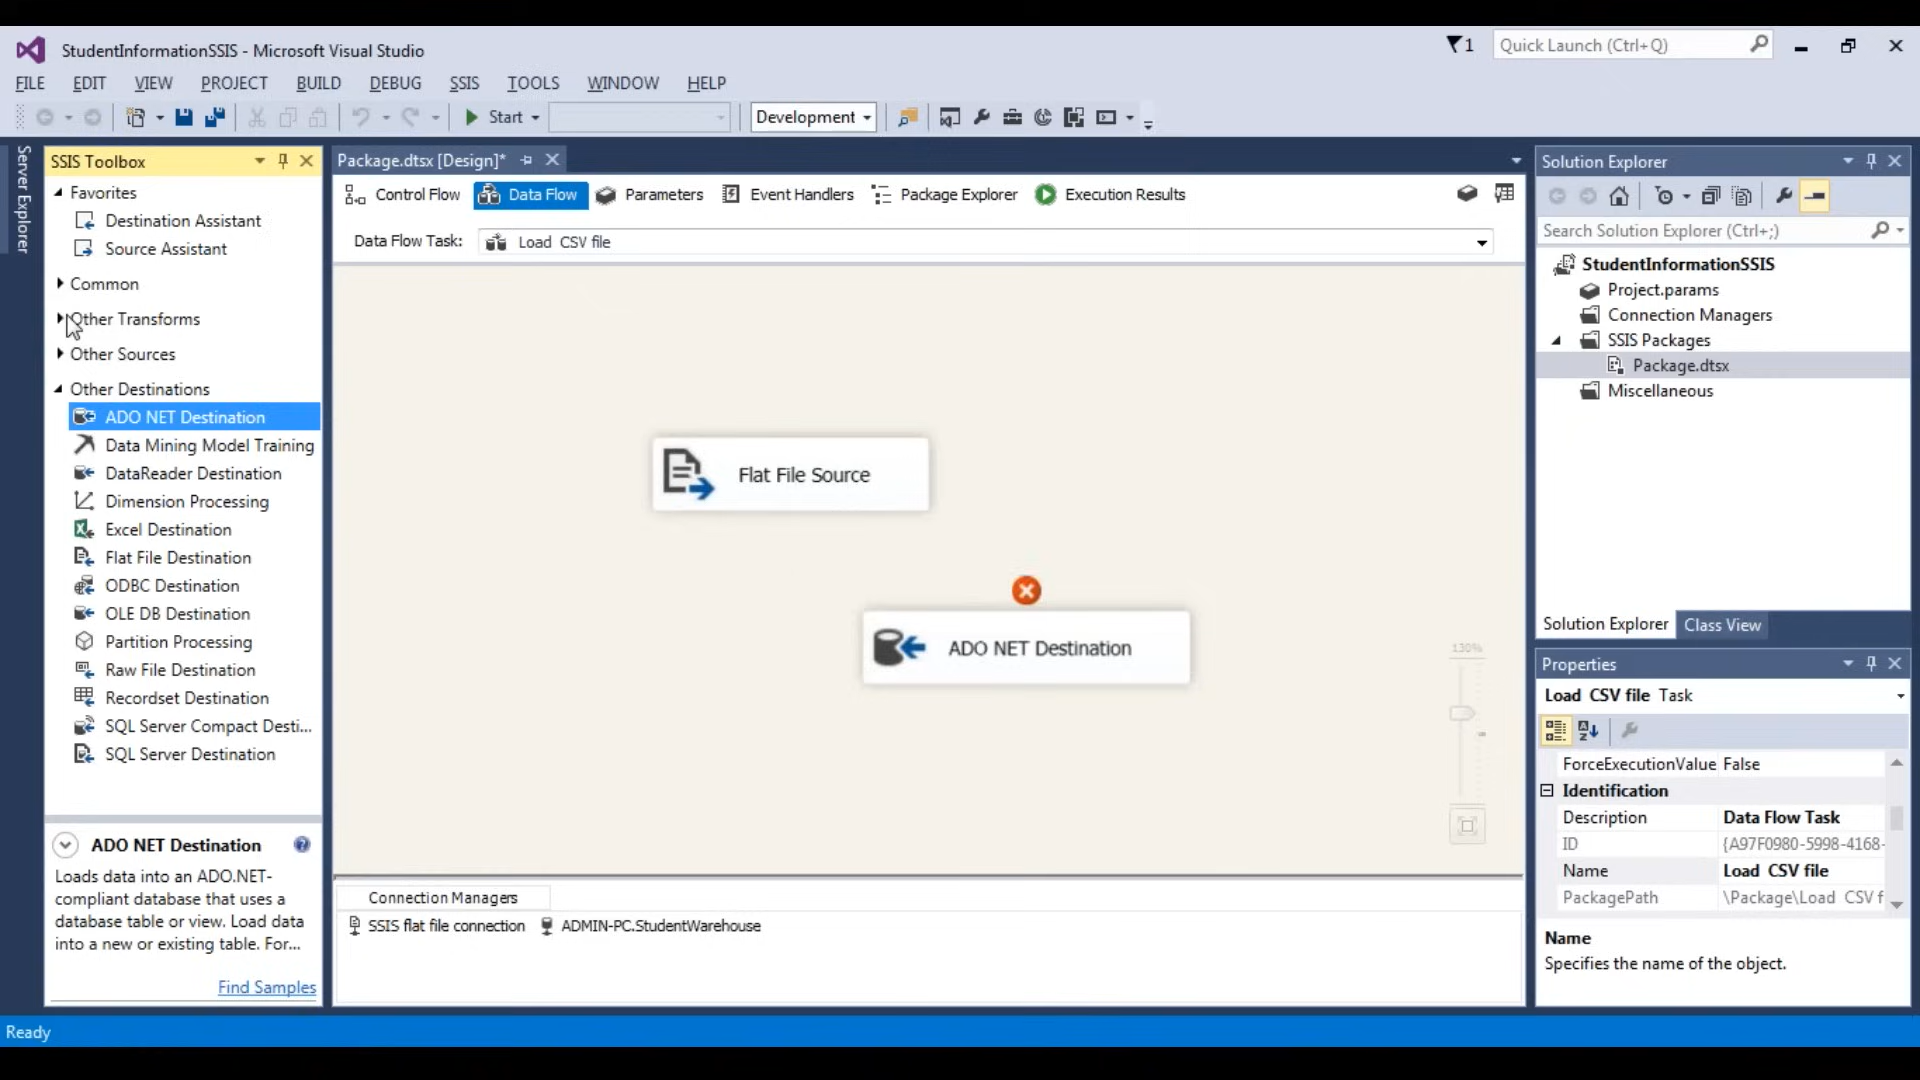 StudentInformationSSIS - Microsoft Visual Studio
1
Quick Launch (Ctrl+Q)
FILE EDIT VIEW PROJECT BUILD DEBUG SSIS TOOLS WINDOW HELP
Start
Development
Server Explorer
SSIS Toolbox
Favorites
Destination Assistant
Source Assistant
Common
Other Transforms
Other Sources
Other Destinations
ADO NET Destination
Data Mining Model Training
DataReader Destination
Dimension Processing
Excel Destination
Flat File Destination
ODBC Destination
OLE DB Destination
Partition Processing
Raw File Destination
Recordset Destination
SQL Server Compact Desti...
SQL Server Destination
ADO NET Destination
Loads data into an ADO.NET-
compliant database that uses a
database table or view. Load data
into a new or existing table. For...
Find Samples
Package.dtsx [Design]*
Control Flow Data Flow Parameters Event Handlers Package Explorer Execution Results
Data Flow Task: Load CSV file
Flat File Source
ADO NET Destination
130%
Connection Managers
SSIS flat file connection ADMIN-PC.StudentWarehouse
Solution Explorer
Search Solution Explorer (Ctrl+;)
StudentInformationSSIS
Project.params
Connection Managers
SSIS Packages
Package.dtsx
Miscellaneous
Solution Explorer Class View
Properties
Load CSV file Task
ForceExecutionValue False
Identification
Description Data Flow Task
ID {A97F0980-5998-4168-
Name Load CSV file
PackagePath \Package\Load CSV f
Name
Specifies the name of the object.
Ready